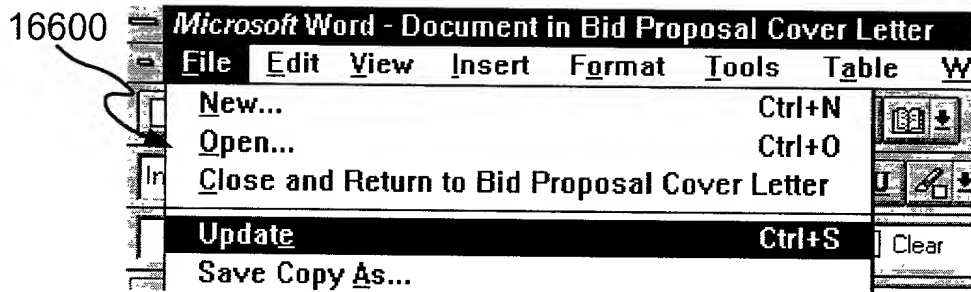 16600
Microsoft Word - Document in Bid Proposal Cover Letter
File Edit View Insert Format Tools Table W
New... Ctrl+N
Open... Ctrl+O
In
Close and Return to Bid Proposal Cover Letter U
Update Ctrl+S Clear
Save Copy As...